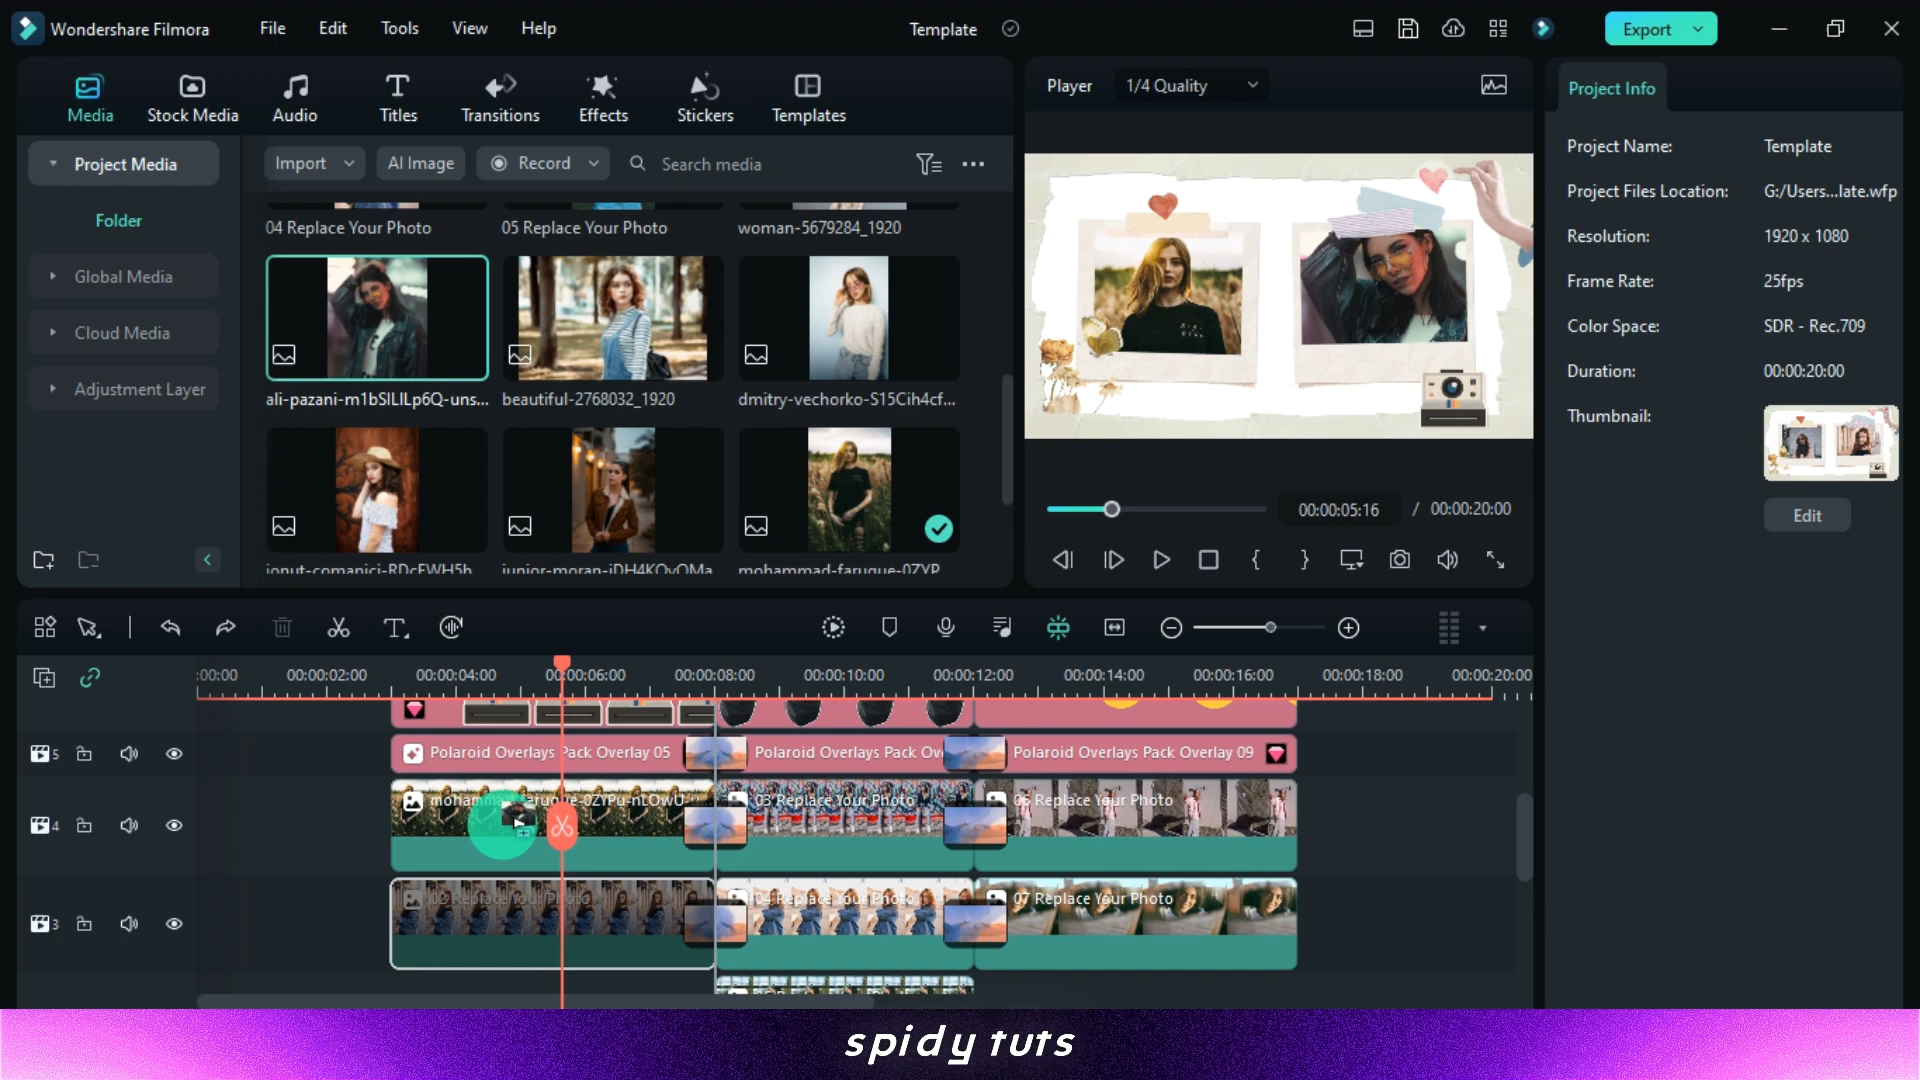 Wondershare Filmora
File
Edit
Tools
View
Help
Template
Export
Media
Stock Media
Audio
Titles
Transitions
Effects
Stickers
Templates
Player
1/4 Quality
Project Info
Project Media
Folder
Global Media
Cloud Media
Adjustment Layer
Import
AI Image
Record
Search media
04 Replace Your Photo
05 Replace Your Photo
woman-5679284_1920
ali-pazani-m1bSlLlLp6Q-uns...
beautiful-2768032_1920
dmitry-vechorko-S15Cih4cf...
00:00:05:16 / 00:00:20:00
Project Name: Template
Project Files Location: G:/Users...late.wfp
Resolution: 1920 x 1080
Frame Rate: 25fps
Color Space: SDR - Rec.709
Duration: 00:00:20:00
Thumbnail:
Edit
:00:00 00:00:02:00 00:00:04:00 00:00:06:00 00:00:08:00 00:00:10:00 00:00:12:00 00:00:14:00 00:00:16:00 00:00:18:00 00:00:20:00
5
Polaroid Overlays Pack Overlay 05
Polaroid Overlays Pack Ov
Polaroid Overlays Pack Overlay 09
4
03 Replace Your Photo
06 Replace Your Photo
3
02 Replace Your Photo
04 Replace Your Photo
07 Replace Your Photo
spidy tuts